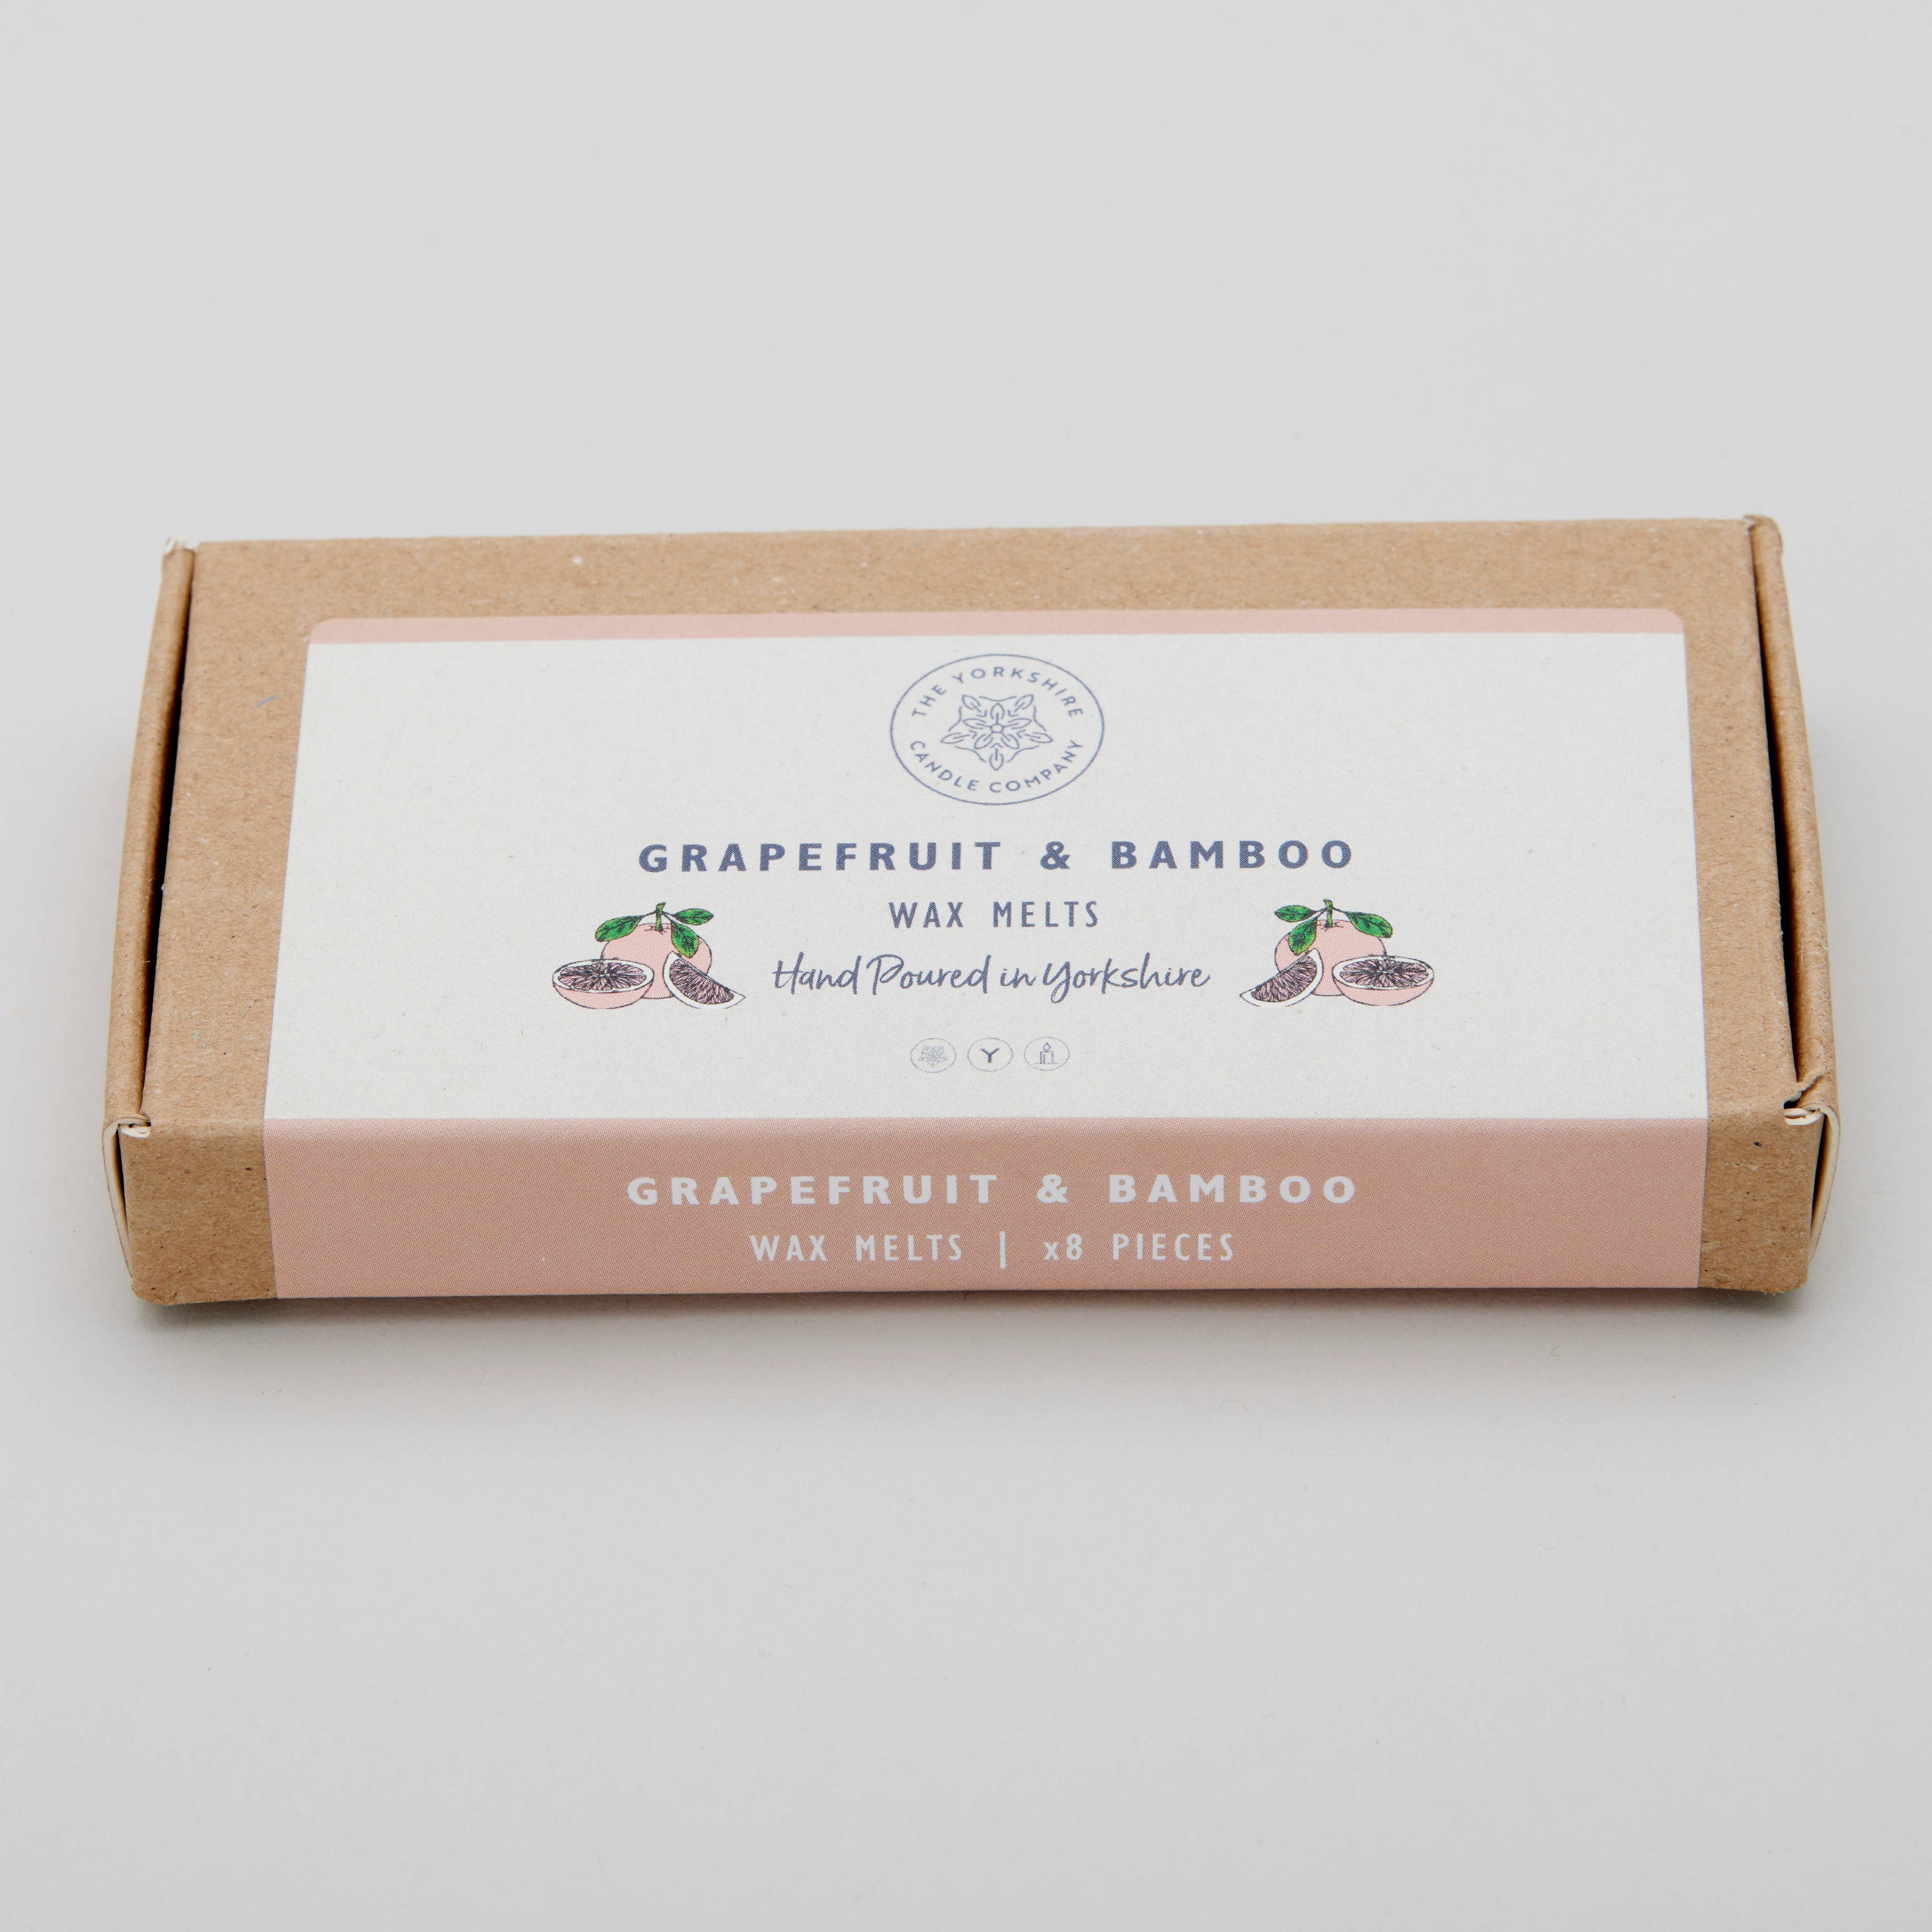 THE YORKSHIRE
CANDLE COMPANY
GRAPEFRUIT & BAMBOO
WAX MELTS
Hand Poured in Yorkshire
Y
GRAPEFRUIT & BAMBOO
WAX MELTS | x8 PIECES